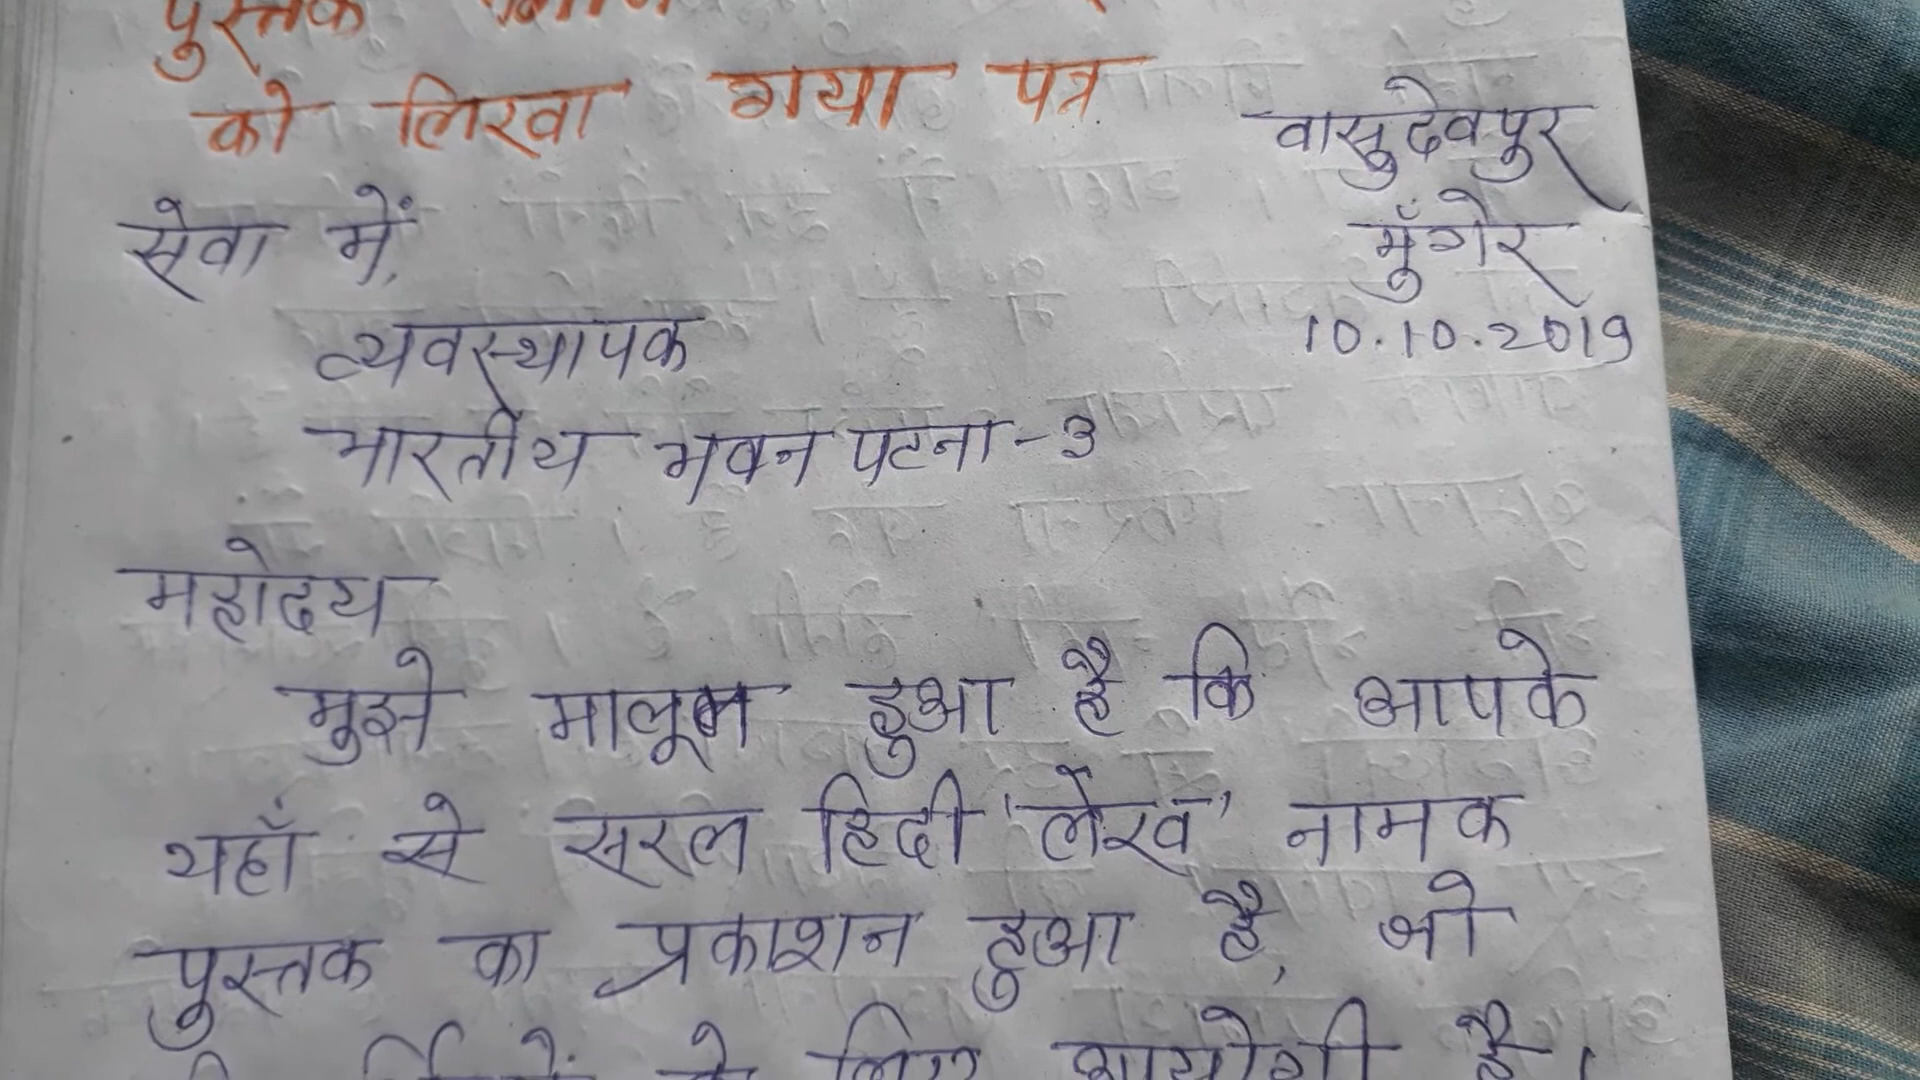 पुस्तक
को लिखा गया पत्र
वासुदेवपुर
मुँगेर
10.10.2019
सेवा में,
व्यवस्थापक
भारतीय भवन पटना-3
महोदय
मुझे मालूम हुआ है कि आपके
यहाँ से सरल हिंदी 'लेख' नामक
पुस्तक का प्रकाशन हुआ है, जो
के लिए है।